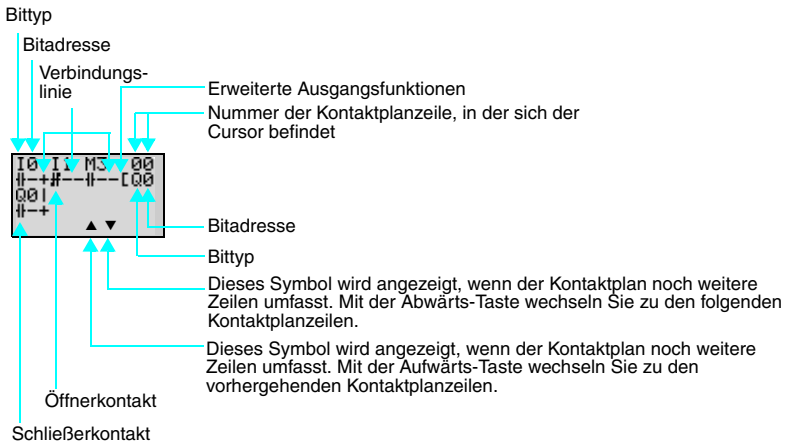 Bittyp
Bitadresse
Verbindungs-
linie
Erweiterte Ausgangsfunktionen
Nummer der Kontaktplanzeile, in der sich der
Cursor befindet
I0 I1 M3 00
Q0
Q0
Bitadresse
Bittyp
Dieses Symbol wird angezeigt, wenn der Kontaktplan noch weitere
Zeilen umfasst. Mit der Abwärts-Taste wechseln Sie zu den folgenden
Kontaktplanzeilen.
Dieses Symbol wird angezeigt, wenn der Kontaktplan noch weitere
Zeilen umfasst. Mit der Aufwärts-Taste wechseln Sie zu den
vorhergehenden Kontaktplanzeilen.
Öffnerkontakt
Schließerkontakt